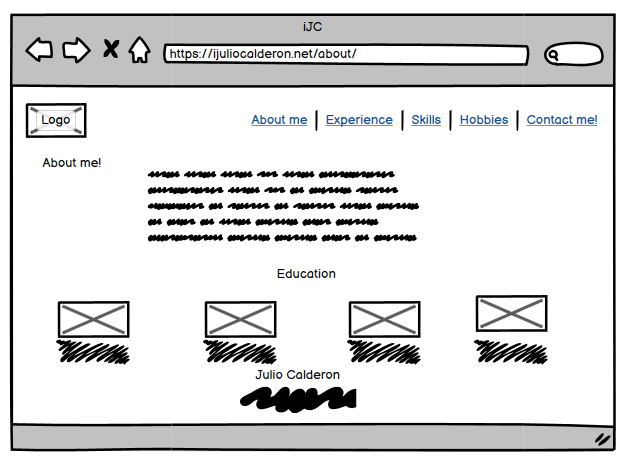 iJC
https://ijuliocalderon.net/about/
Logo
About me Experience Skills Hobbies Contact me!
About me!
Education
Julio Calderon